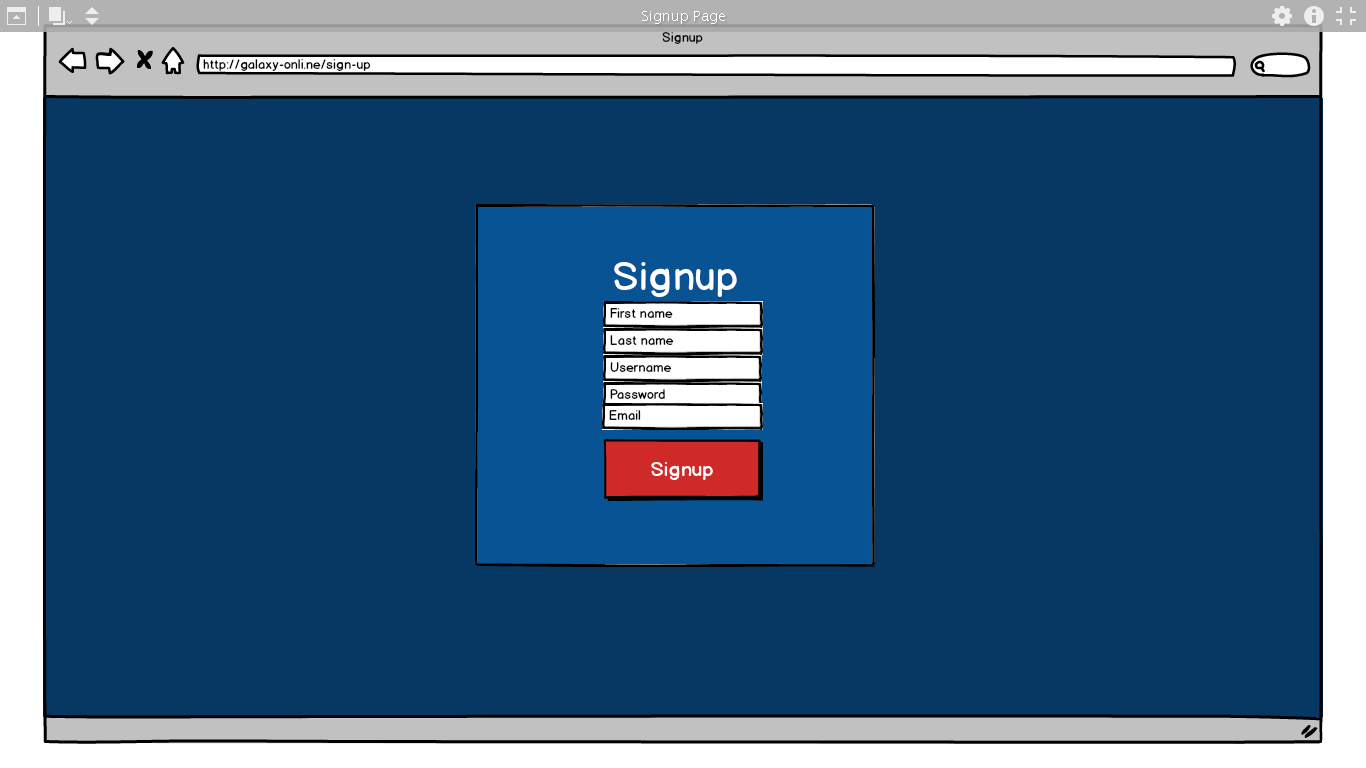 Signup Page
Signup
http://galaxy-onli.ne/sign-up
Signup
First name
Last name
Username
Password
Email
Signup